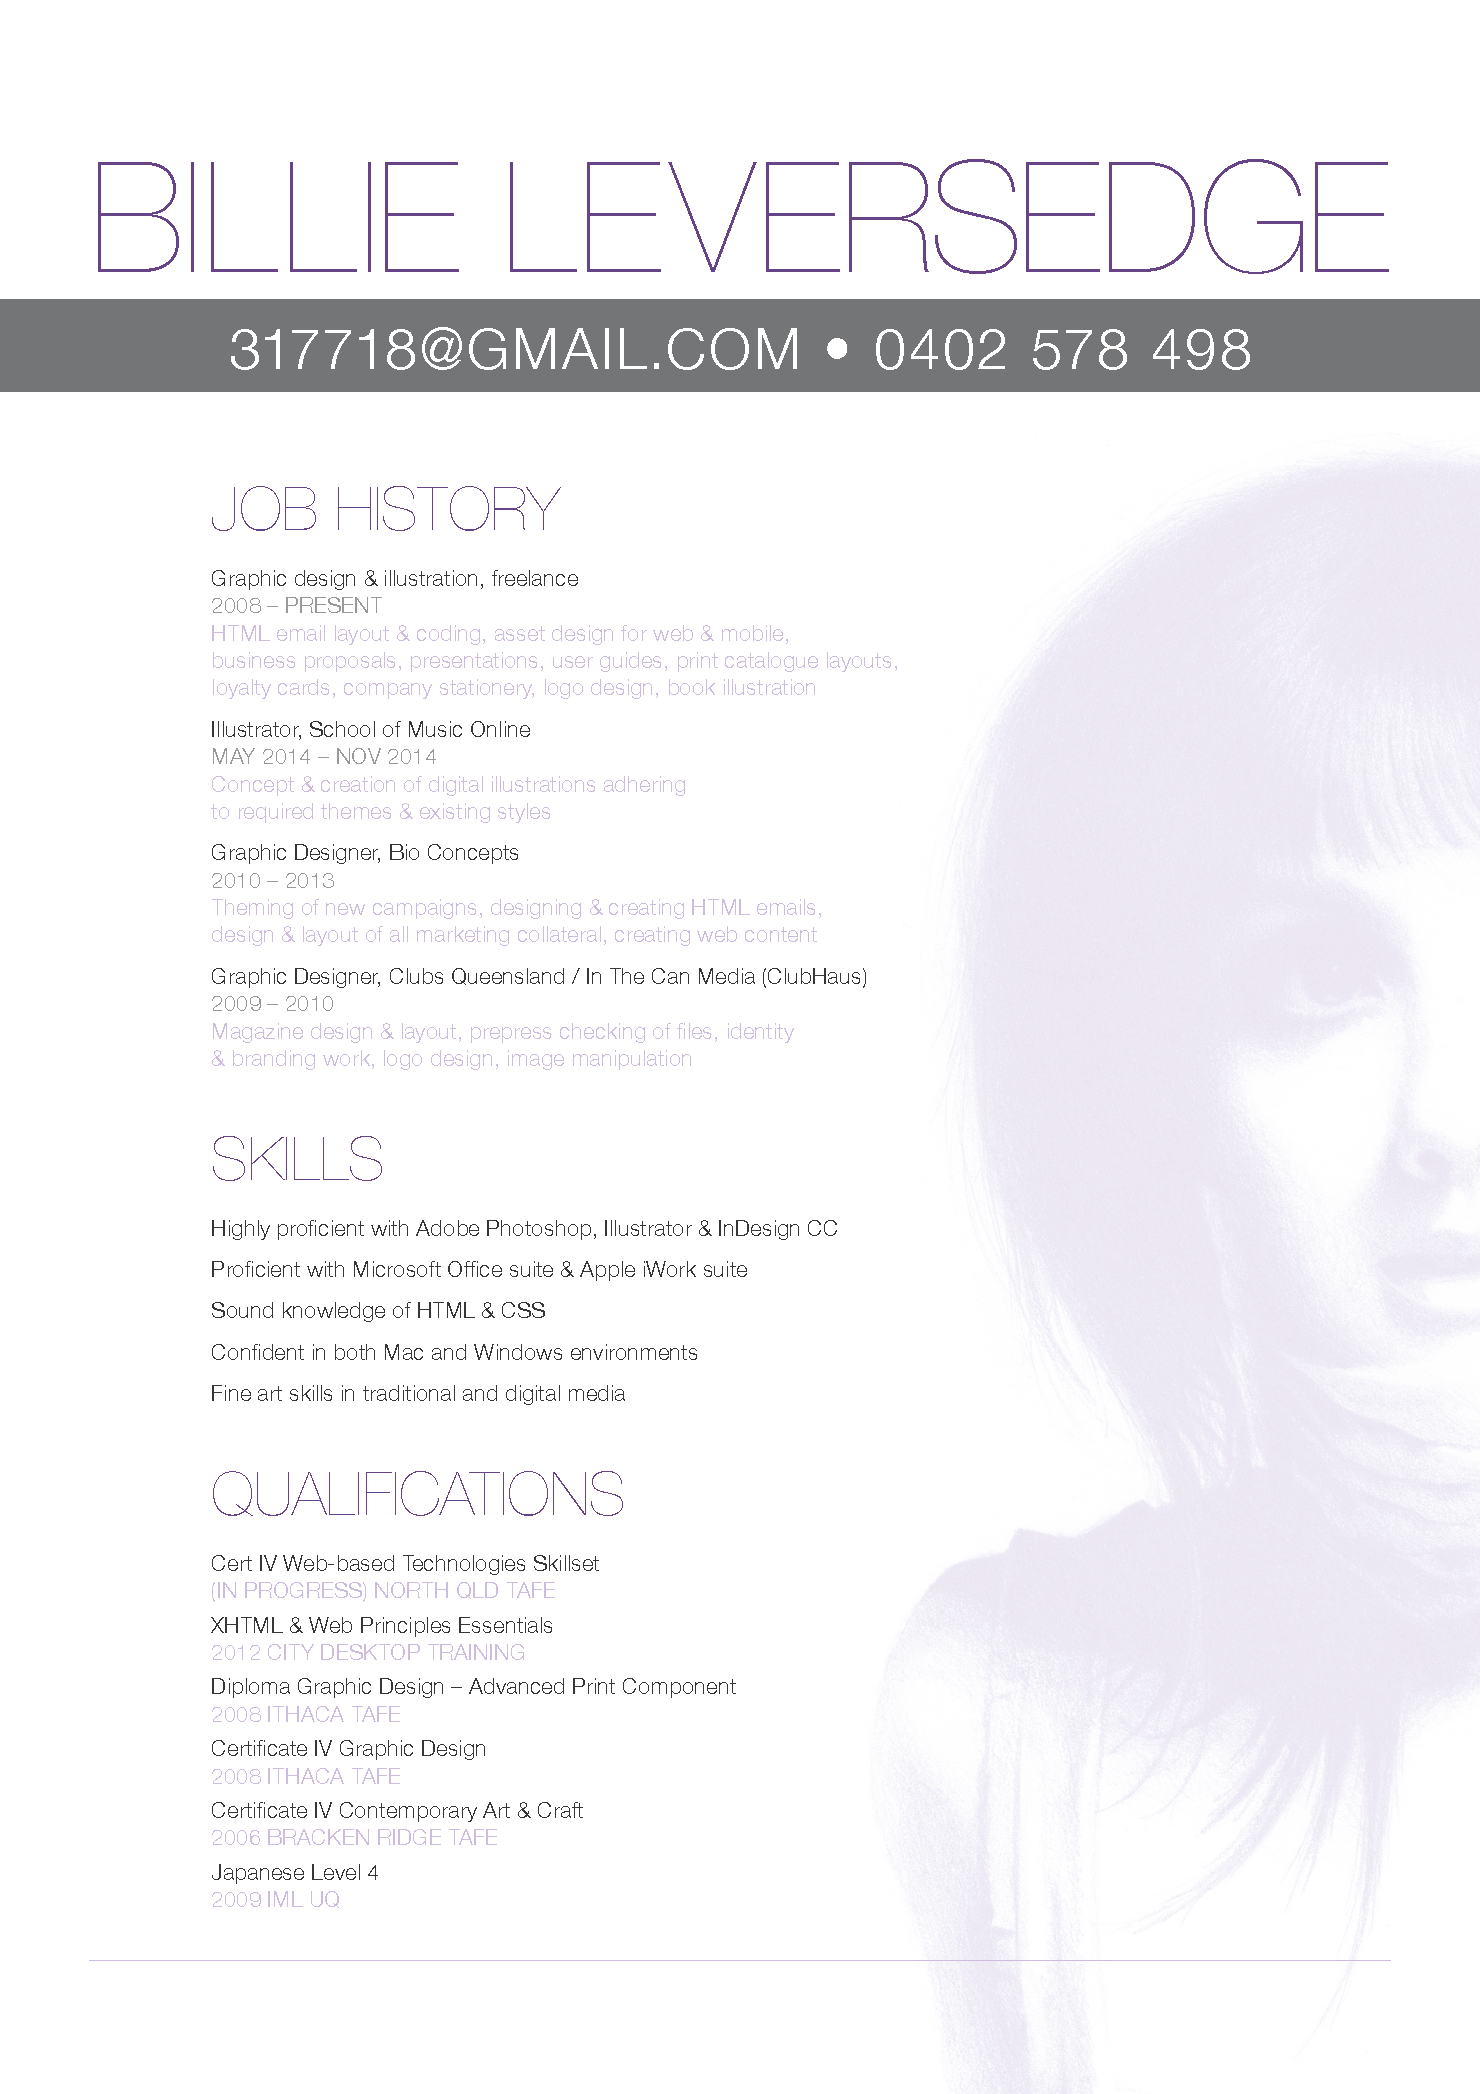 BILLIE LEVERSEDGE
317718@GMAIL.COM • 0402 578 498
JOB HISTORY
Graphic design & illustration, freelance
2008 – PRESENT
HTML email layout & coding, asset design for web & mobile,
business proposals, presentations, user guides, print catalogue layouts,
loyalty cards, company stationery, logo design, book illustration
Illustrator, School of Music Online
MAY 2014 – NOV 2014
Concept & creation of digital illustrations adhering
to required themes & existing styles
Graphic Designer, Bio Concepts
2010 – 2013
Theming of new campaigns, designing & creating HTML emails,
design & layout of all marketing collateral, creating web content
Graphic Designer, Clubs Queensland / In The Can Media (ClubHaus)
2009 – 2010
Magazine design & layout, prepress checking of files, identity
& branding work, logo design, image manipulation
SKILLS
Highly proficient with Adobe Photoshop, Illustrator & InDesign CC
Proficient with Microsoft Office suite & Apple iWork suite
Sound knowledge of HTML & CSS
Confident in both Mac and Windows environments
Fine art skills in traditional and digital media
QUALIFICATIONS
Cert IV Web-based Technologies Skillset
(IN PROGRESS) NORTH QLD TAFE
XHTML & Web Principles Essentials
2012 CITY DESKTOP TRAINING
Diploma Graphic Design – Advanced Print Component
2008 ITHACA TAFE
Certificate IV Graphic Design
2008 ITHACA TAFE
Certificate IV Contemporary Art & Craft
2006 BRACKEN RIDGE TAFE
Japanese Level 4
2009 IML UQ